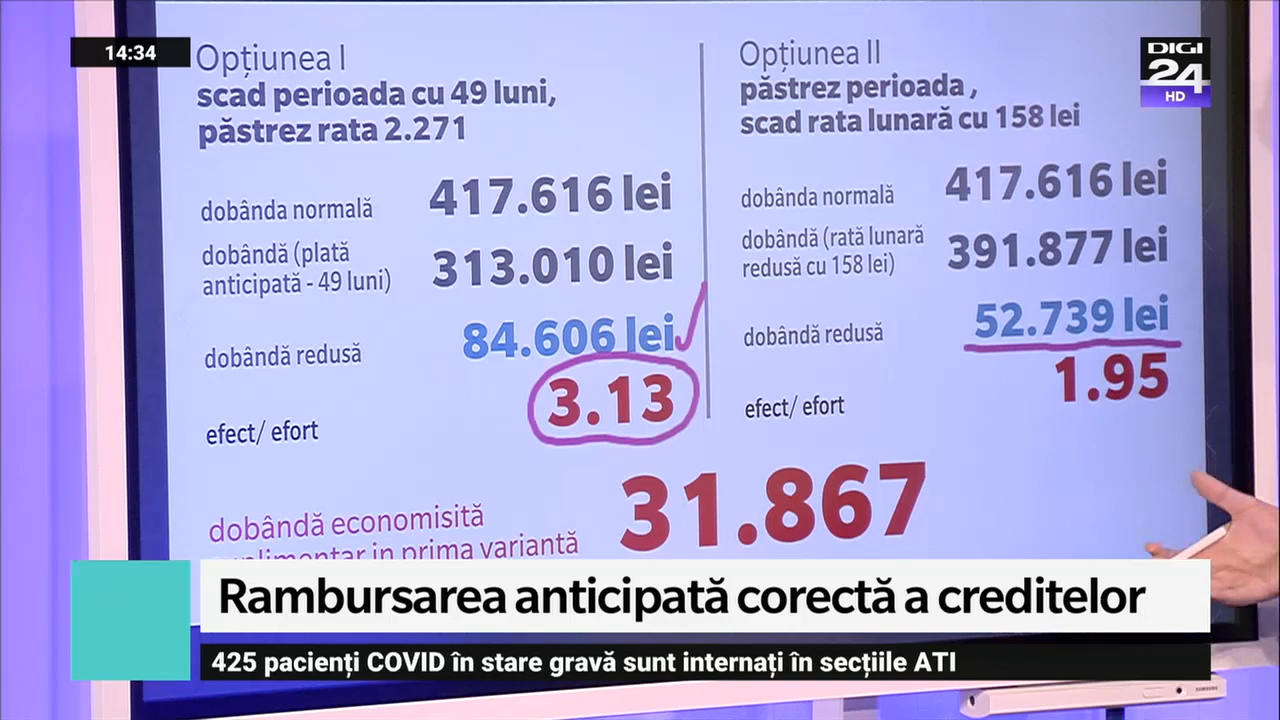 14:34
DIGI
24
HD
Opțiunea I
scad perioada cu 49 luni,
păstrez rata 2.271
dobânda normală 417.616 lei
dobândă (plată
anticipată - 49 luni) 313.010 lei
dobândă redusă 84.606 lei
efect/ efort 3.13
Opțiunea II
păstrez perioada ,
scad rata lunară cu 158 lei
dobânda normală 417.616 lei
dobândă (rată lunară
redusă cu 158 lei) 391.877 lei
dobândă redusă 52.739 lei
efect/ efort 1.95
dobândă economisită 31.867
in prima variantă
Rambursarea anticipată corectă a creditelor
425 pacienți COVID în stare gravă sunt internați în secțiile ATI
SAMSUNG